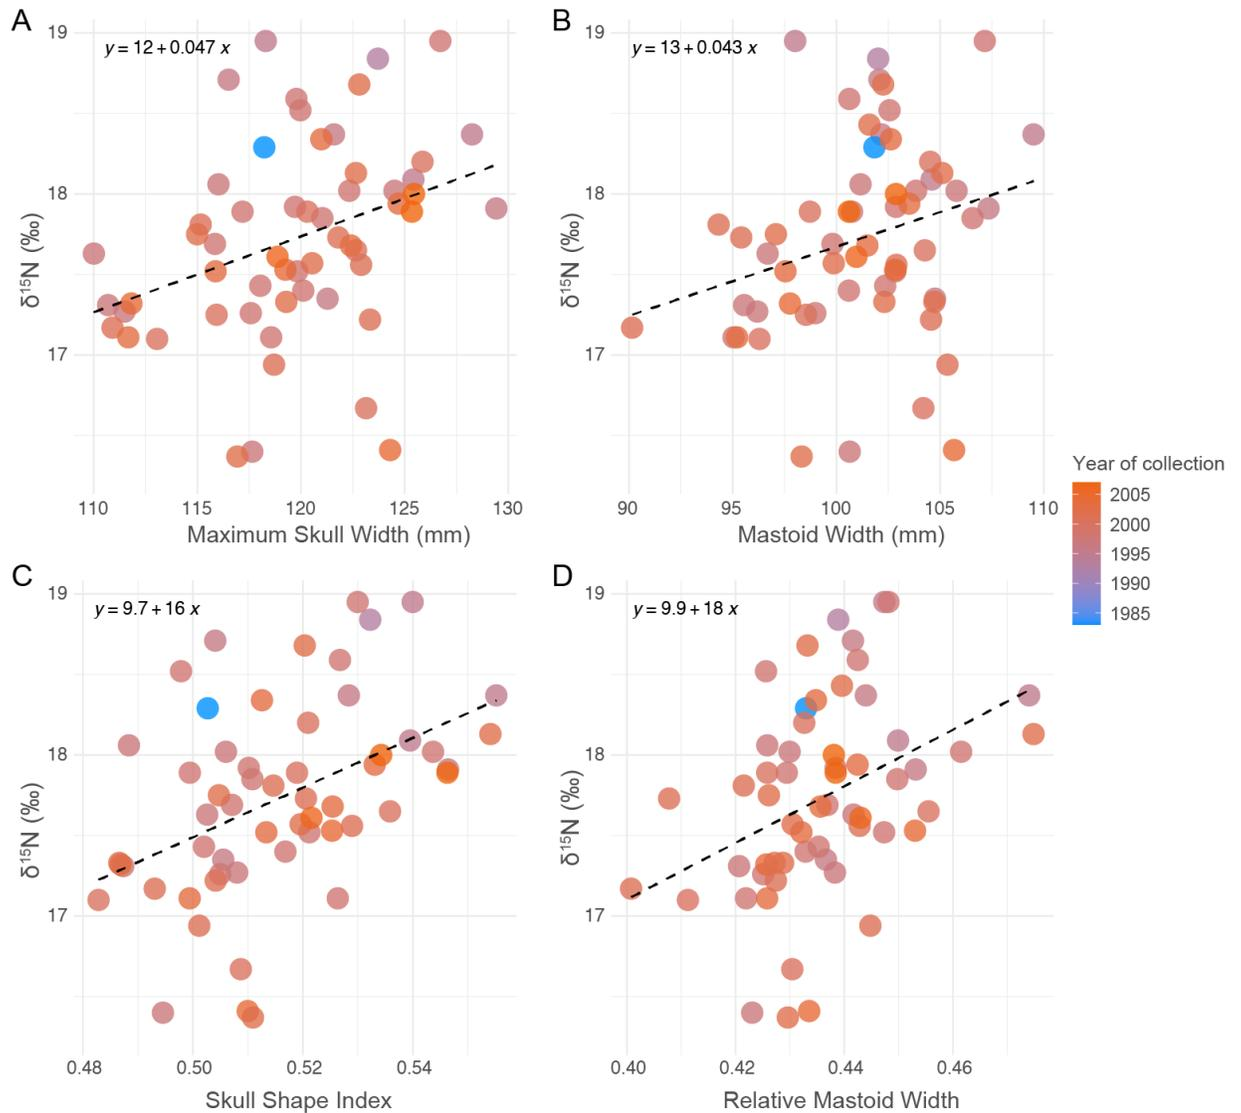 A
B
19
y = 12 + 0.047 x
18
17
δ¹⁵N (‰)
110 115 120 125 130
Maximum Skull Width (mm)
19
y = 13 + 0.043 x
18
17
δ¹⁵N (‰)
90 95 100 105 110
Mastoid Width (mm)
Year of collection
2005
2000
1995
1990
1985
C
D
19
y = 9.7 + 16 x
18
17
δ¹⁵N (‰)
0.48 0.50 0.52 0.54
Skull Shape Index
19
y = 9.9 + 18 x
18
17
δ¹⁵N (‰)
0.40 0.42 0.44 0.46
Relative Mastoid Width